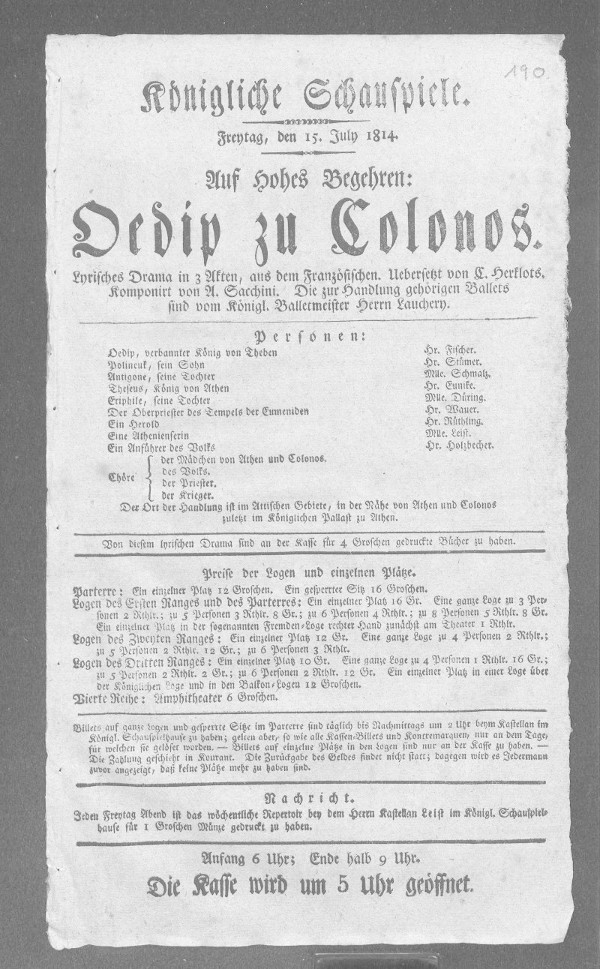 190
Königliche Schauspiele.
Freytag, den 15. July 1814.
Auf Hohes Begehren:
Oedip zu Colonos.
Lyrisches Drama in 3 Akten, aus dem Französischen. Uebersetzt von C. Herklots.
Komponirt von A. Sacchini. Die zur Handlung gehörigen Ballets
sind vom Königl. Balletmeister Herrn Lauchery.
Personen:
Oedip, verbannter König von Theben Hr. Fischer.
Polineuk, sein Sohn Hr. Stümer.
Antigone, seine Tochter Mlle. Schmalz.
Theseus, König von Athen Hr. Eunike.
Eriphile, seine Tochter Mlle. Düring.
Der Oberpriester des Tempels der Eumeniden Hr. Wauer.
Ein Herold Hr. Rüthling.
Eine Athenienserin Mlle. Leist.
Ein Anführer des Volks Hr. Holzbecher.
Chöre { der Mädchen von Athen und Colonos.
des Volks.
der Priester.
der Krieger.
Der Ort der Handlung ist im Attischen Gebiete, in der Nähe von Athen und Colonos
zuletzt im Königlichen Pallast zu Athen.
Von diesem lyrischen Drama sind an der Kasse für 4 Groschen gedruckte Bücher zu haben.
Preise der Logen und einzelnen Plätze.
Parterre: Ein einzelner Platz 12 Groschen. Ein gesperrter Sitz 16 Groschen.
Logen des Ersten Ranges und des Parterres: Ein einzelner Platz 16 Gr. Eine ganze Loge zu 3 Per-
sonen 2 Rthlr.; zu 5 Personen 3 Rthlr. 8 Gr.; zu 6 Personen 4 Rthlr.; zu 8 Personen 5 Rthlr. 8 Gr.
Ein einzelner Platz in der sogenannten Fremden-Loge rechter Hand zunächst am Theater 1 Rthlr.
Logen des Zweyten Ranges: Ein einzelner Platz 12 Gr. Eine ganze Loge zu 4 Personen 2 Rthlr.;
zu 5 Personen 2 Rthlr. 12 Gr.; zu 6 Personen 3 Rthlr.
Logen des Dritten Ranges: Ein einzelner Platz 10 Gr. Eine ganze Loge zu 4 Personen 1 Rthlr. 16 Gr.;
zu 5 Personen 2 Rthlr. 2 Gr.; zu 6 Personen 2 Rthlr. 12 Gr. Ein einzelner Platz in einer Loge über
der Königlichen Loge und in den Balkon-Logen 12 Groschen.
Vierte Reihe: Amphitheater 6 Groschen.
Billets auf ganze Logen und gesperrte Sitze im Parterre sind täglich bis Nachmittags um 2 Uhr beym Kastellan im
Königl. Schauspielhause zu haben; gelten aber, so wie alle Kassen-Billets und Kontremarquen, nur an dem Tage,
für welchen sie gelöset worden. — Billets auf einzelne Plätze in den Logen sind nur an der Kasse zu haben. —
Die Zahlung geschieht in Kourant. Die Zurückgabe des Geldes findet nicht statt; dagegen wird es Jedermann
zuvor angezeigt, daß keine Plätze mehr zu haben sind.
Nachricht.
Jeden Freytag Abend ist das wöchentliche Repertoir bey dem Herrn Kastellan Leist im Königl. Schauspiel-
hause für 1 Groschen Münze gedruckt zu haben.
Anfang 6 Uhr; Ende halb 9 Uhr.
Die Kasse wird um 5 Uhr geöffnet.